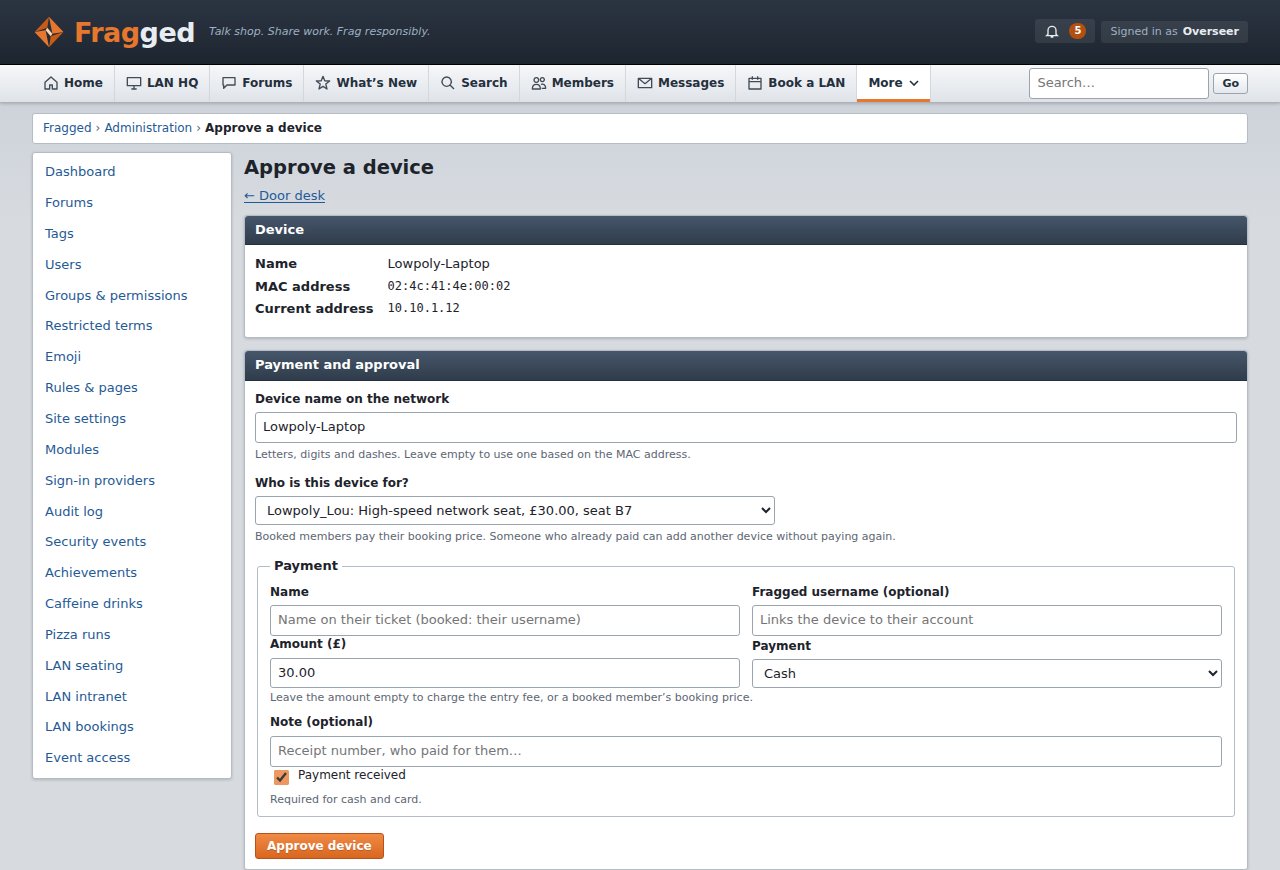 Fragged
Talk shop. Share work. Frag responsibly.
5
Signed in as Overseer
Home
LAN HQ
Forums
What's New
Search
Members
Messages
Book a LAN
More
Search…
Go
Fragged › Administration › Approve a device
Dashboard
Forums
Tags
Users
Groups & permissions
Restricted terms
Emoji
Rules & pages
Site settings
Modules
Sign-in providers
Audit log
Security events
Achievements
Caffeine drinks
Pizza runs
LAN seating
LAN intranet
LAN bookings
Event access
Approve a device
← Door desk
Device
Name Lowpoly-Laptop
MAC address 02:4c:41:4e:00:02
Current address 10.10.1.12
Payment and approval
Device name on the network
Lowpoly-Laptop
Letters, digits and dashes. Leave empty to use one based on the MAC address.
Who is this device for?
Lowpoly_Lou: High-speed network seat, £30.00, seat B7
Booked members pay their booking price. Someone who already paid can add another device without paying again.
Payment
Name
Name on their ticket (booked: their username)
Fragged username (optional)
Links the device to their account
Amount (£)
30.00
Payment
Cash
Leave the amount empty to charge the entry fee, or a booked member’s booking price.
Note (optional)
Receipt number, who paid for them…
Payment received
Required for cash and card.
Approve device